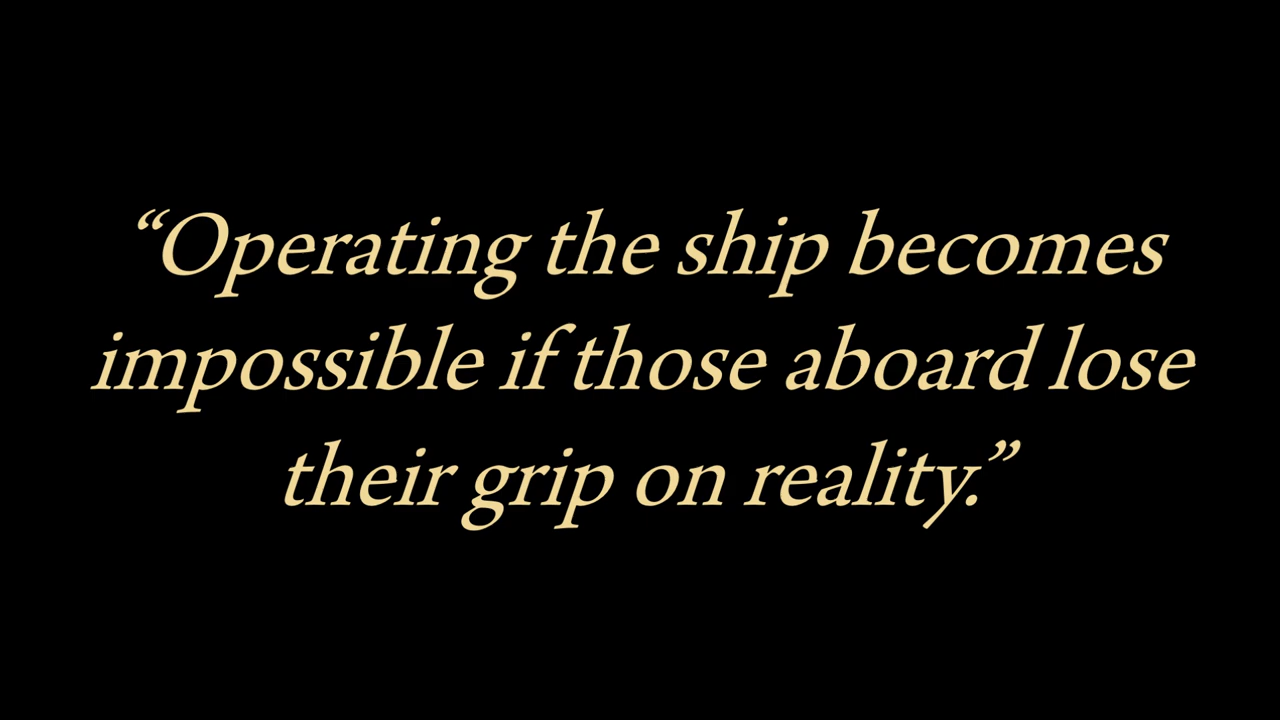 “Operating the ship becomes
impossible if those aboard lose
their grip on reality.”